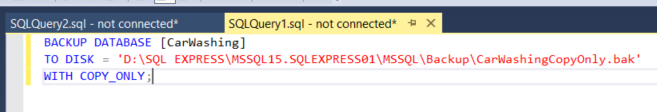 SQLQuery2.sql - not connected* SQLQuery1.sql - not connected*
BACKUP DATABASE [CarWashing]
TO DISK = 'D:\SQL EXPRESS\MSSQL15.SQLEXPRESS01\MSSQL\Backup\CarWashingCopyOnly.bak'
WITH COPY_ONLY;